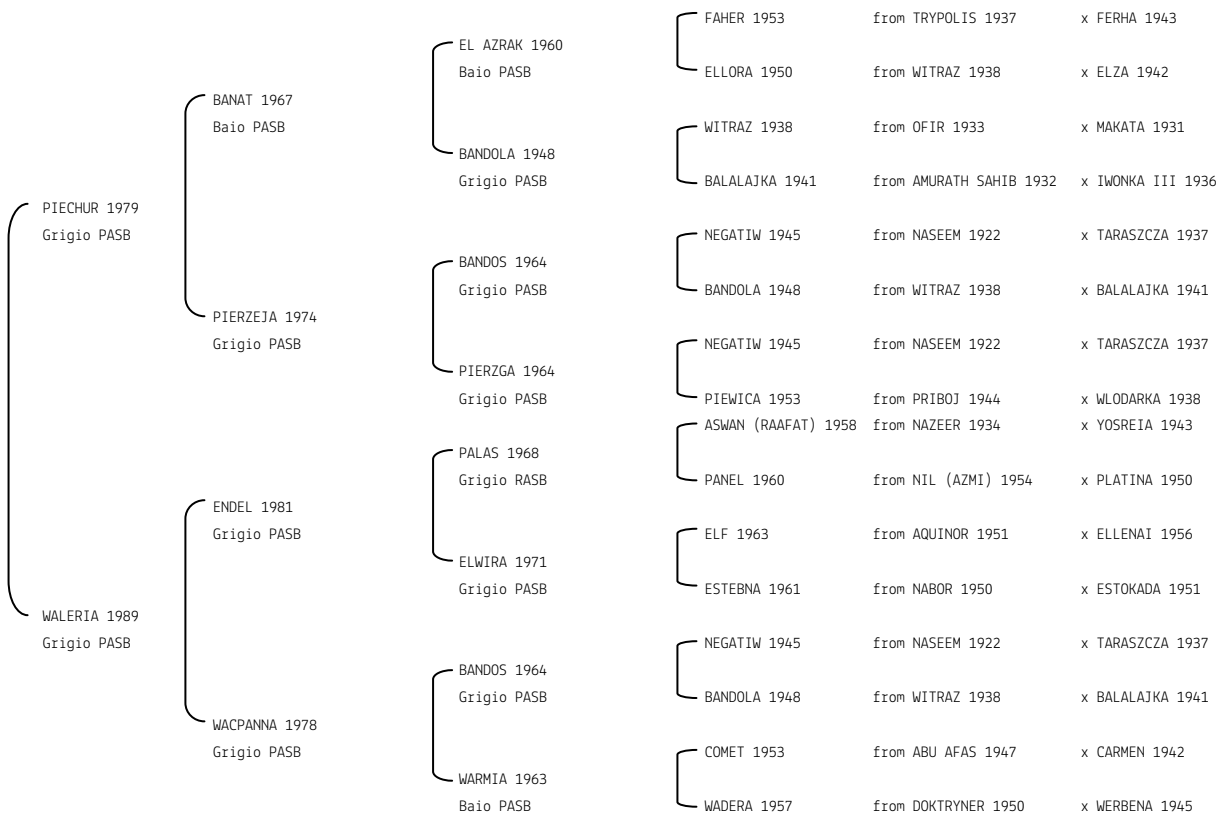 FAHER 1953 from TRYPOLIS 1937 x FERHA 1943
EL AZRAK 1960
Baio PASB
ELLORA 1950 from WITRAZ 1938 x ELZA 1942
BANAT 1967
Baio PASB
WITRAZ 1938 from OFIR 1933 x MAKATA 1931
BANDOLA 1948
Grigio PASB
BALALAJKA 1941 from AMURATH SAHIB 1932 x IWONKA III 1936
PIECHUR 1979
Grigio PASB
NEGATIW 1945 from NASEEM 1922 x TARASZCZA 1937
BANDOS 1964
Grigio PASB
BANDOLA 1948 from WITRAZ 1938 x BALALAJKA 1941
PIERZEJA 1974
Grigio PASB
NEGATIW 1945 from NASEEM 1922 x TARASZCZA 1937
PIERZGA 1964
Grigio PASB
PIEWICA 1953 from PRIBOJ 1944 x WLODARKA 1938
ASWAN (RAAFAT) 1958 from NAZEER 1934 x YOSREIA 1943
PALAS 1968
Grigio RASB
PANEL 1960 from NIL (AZMI) 1954 x PLATINA 1950
ENDEL 1981
Grigio PASB
ELF 1963 from AQUINOR 1951 x ELLENAI 1956
ELWIRA 1971
Grigio PASB
ESTEBNA 1961 from NABOR 1950 x ESTOKADA 1951
WALERIA 1989
Grigio PASB
NEGATIW 1945 from NASEEM 1922 x TARASZCZA 1937
BANDOS 1964
Grigio PASB
BANDOLA 1948 from WITRAZ 1938 x BALALAJKA 1941
WACPANNA 1978
Grigio PASB
COMET 1953 from ABU AFAS 1947 x CARMEN 1942
WARMIA 1963
Baio PASB
WADERA 1957 from DOKTRYNER 1950 x WERBENA 1945